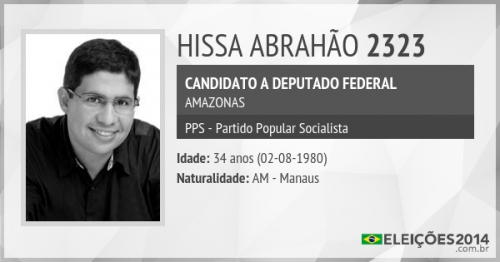 HISSA ABRAHÃO 2323
CANDIDATO A DEPUTADO FEDERAL
AMAZONAS
PPS - Partido Popular Socialista
Idade: 34 anos (02-08-1980)
Naturalidade: AM - Manaus
ELEIÇÕES2014
.com.br